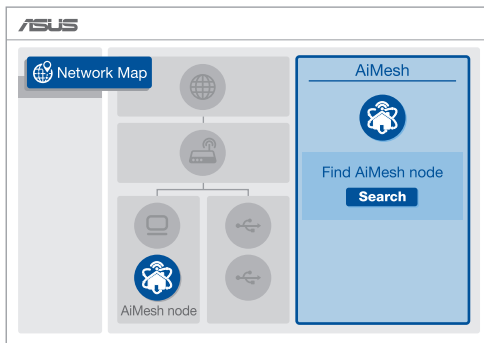 ASUS
Network Map
AiMesh
Find AiMesh node
Search
AiMesh node